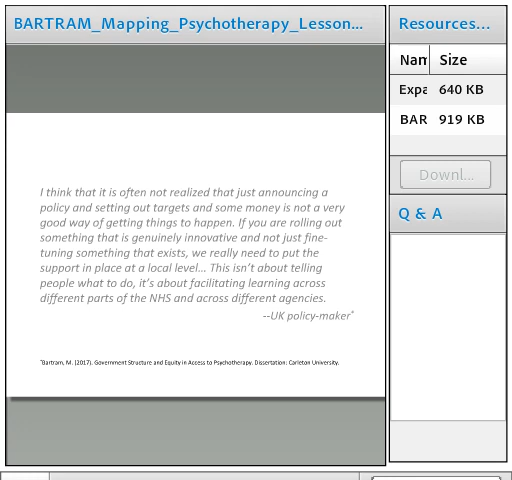 BARTRAM_Mapping_Psychotherapy_Lesson...
I think that it is often not realized that just announcing a
policy and setting out targets and some money is not a very
good way of getting things to happen. If you are rolling out
something that is genuinely innovative and not just fine-
tuning something that exists, we really need to put the
support in place at a local level… This isn’t about telling
people what to do, it’s about facilitating learning across
different parts of the NHS and across different agencies.
--UK policy-maker*
*Bartram, M. (2017). Government Structure and Equity in Access to Psychotherapy. Dissertation: Carleton University.
Resources...
Nam Size
Expa 640 KB
BAR 919 KB
Downl...
Q & A